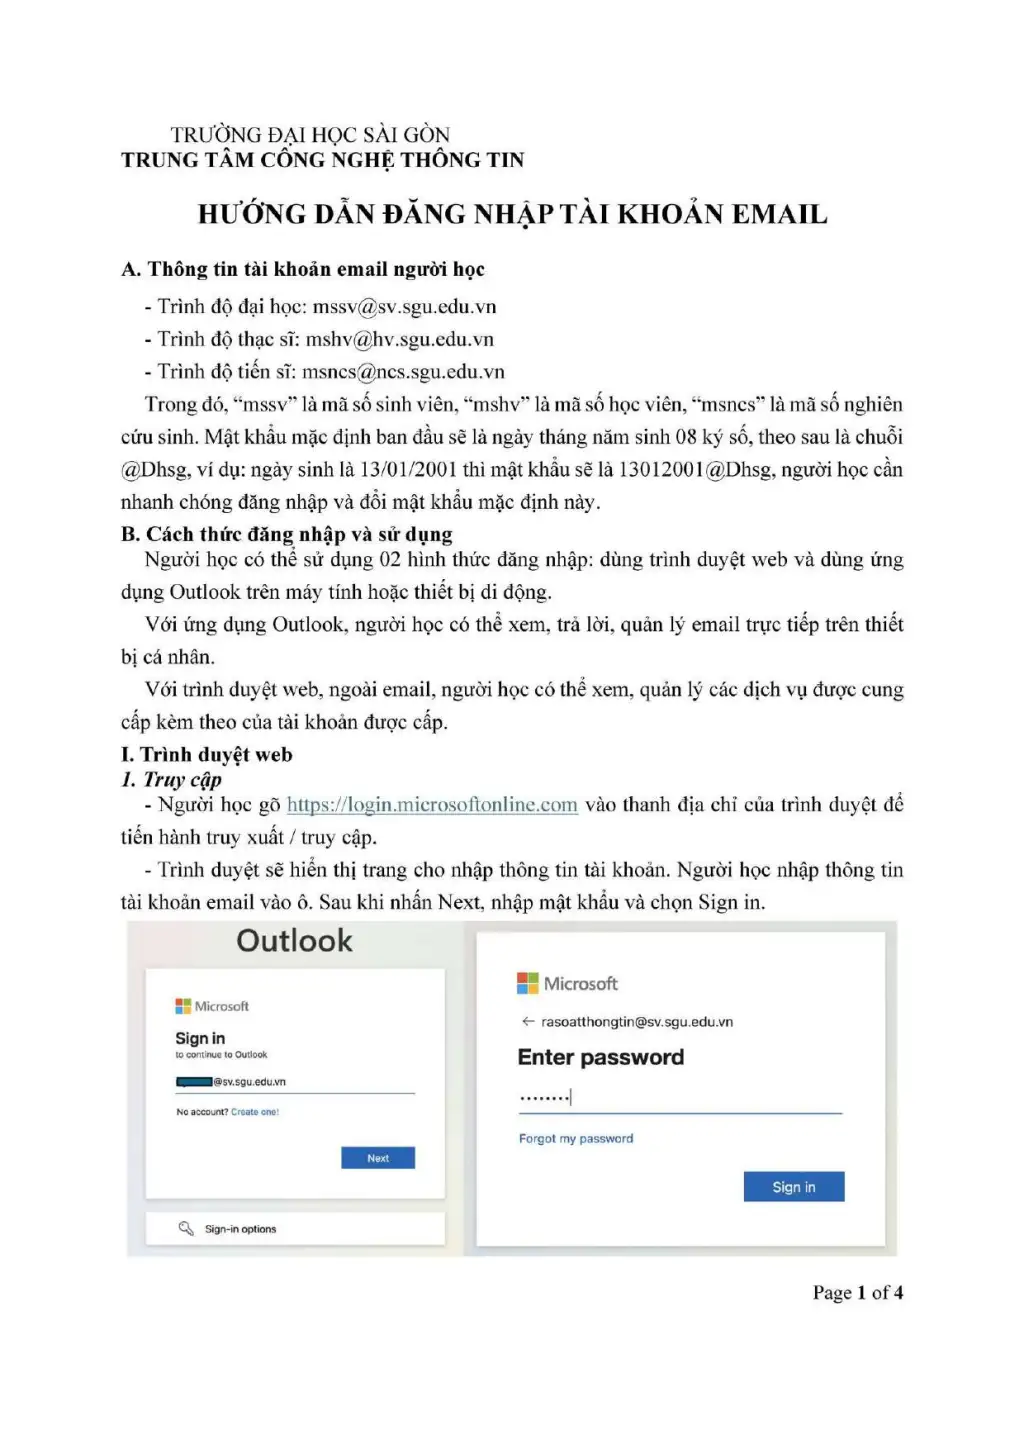 TRƯỜNG ĐẠI HỌC SÀI GÒN
TRUNG TÂM CÔNG NGHỆ THÔNG TIN
HƯỚNG DẪN ĐĂNG NHẬP TÀI KHOẢN EMAIL
A. Thông tin tài khoản email người học
- Trình độ đại học: mssv@sv.sgu.edu.vn
- Trình độ thạc sĩ: mshv@hv.sgu.edu.vn
- Trình độ tiến sĩ: msncs@ncs.sgu.edu.vn
Trong đó, “mssv” là mã số sinh viên, “mshv” là mã số học viên, “msncs” là mã số nghiên
cứu sinh. Mật khẩu mặc định ban đầu sẽ là ngày tháng năm sinh 08 ký số, theo sau là chuỗi
@Dhsg, ví dụ: ngày sinh là 13/01/2001 thì mật khẩu sẽ là 13012001@Dhsg, người học cần
nhanh chóng đăng nhập và đổi mật khẩu mặc định này.
B. Cách thức đăng nhập và sử dụng
Người học có thể sử dụng 02 hình thức đăng nhập: dùng trình duyệt web và dùng ứng
dụng Outlook trên máy tính hoặc thiết bị di động.
Với ứng dụng Outlook, người học có thể xem, trả lời, quản lý email trực tiếp trên thiết
bị cá nhân.
Với trình duyệt web, ngoài email, người học có thể xem, quản lý các dịch vụ được cung
cấp kèm theo của tài khoản được cấp.
I. Trình duyệt web
1. Truy cập
- Người học gõ https://login.microsoftonline.com vào thanh địa chỉ của trình duyệt để
tiến hành truy xuất / truy cập.
- Trình duyệt sẽ hiển thị trang cho nhập thông tin tài khoản. Người học nhập thông tin
tài khoản email vào ô. Sau khi nhấn Next, nhập mật khẩu và chọn Sign in.
Outlook
Microsoft
Sign in
to continue to Outlook
@sv.sgu.edu.vn
No account? Create one!
Next
Sign-in options
Microsoft
← rasoatthongtin@sv.sgu.edu.vn
Enter password
••••••••
Forgot my password
Sign in
Page 1 of 4